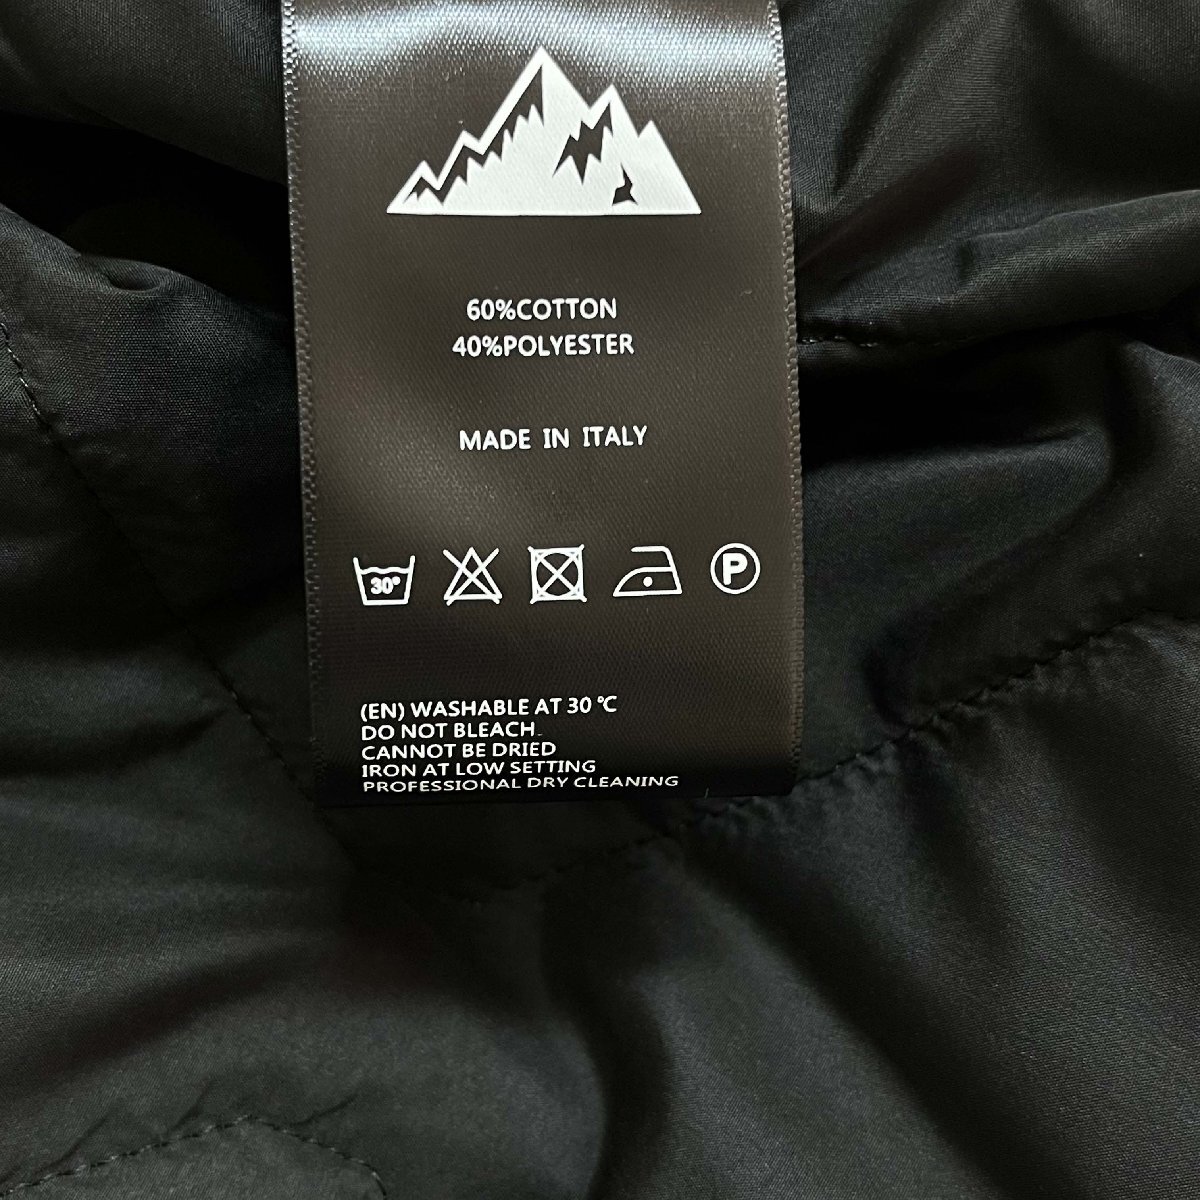 60%COTTON
40%POLYESTER
MADE IN ITALY
30°
P
(EN) WASHABLE AT 30 ℃
DO NOT BLEACH
CANNOT BE DRIED
IRON AT LOW SETTING
PROFESSIONAL DRY CLEANING